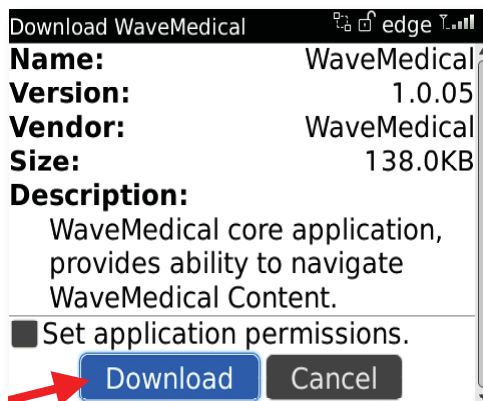 Download WaveMedical edge
Name: WaveMedical
Version: 1.0.05
Vendor: WaveMedical
Size: 138.0KB
Description:
WaveMedical core application,
provides ability to navigate
WaveMedical Content.
Set application permissions.
Download Cancel